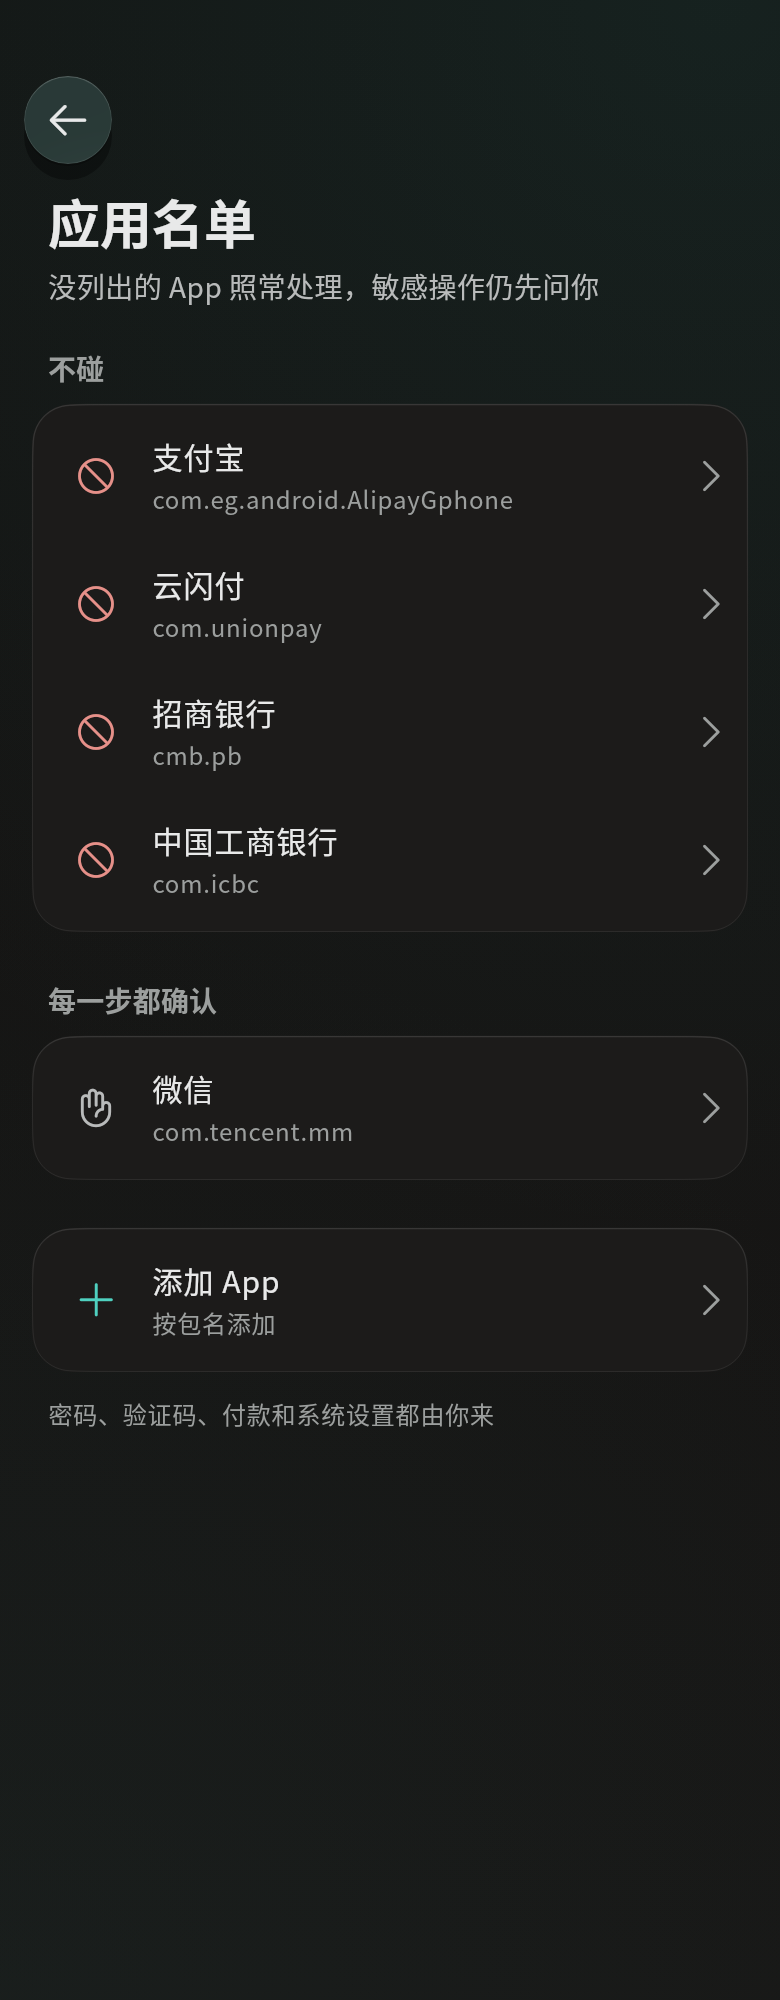 应用名单
没列出的 App 照常处理，敏感操作仍先问你
不碰
支付宝
com.eg.android.AlipayGphone
云闪付
com.unionpay
招商银行
cmb.pb
中国工商银行
com.icbc
每一步都确认
微信
com.tencent.mm
添加 App
按包名添加
密码、验证码、付款和系统设置都由你来